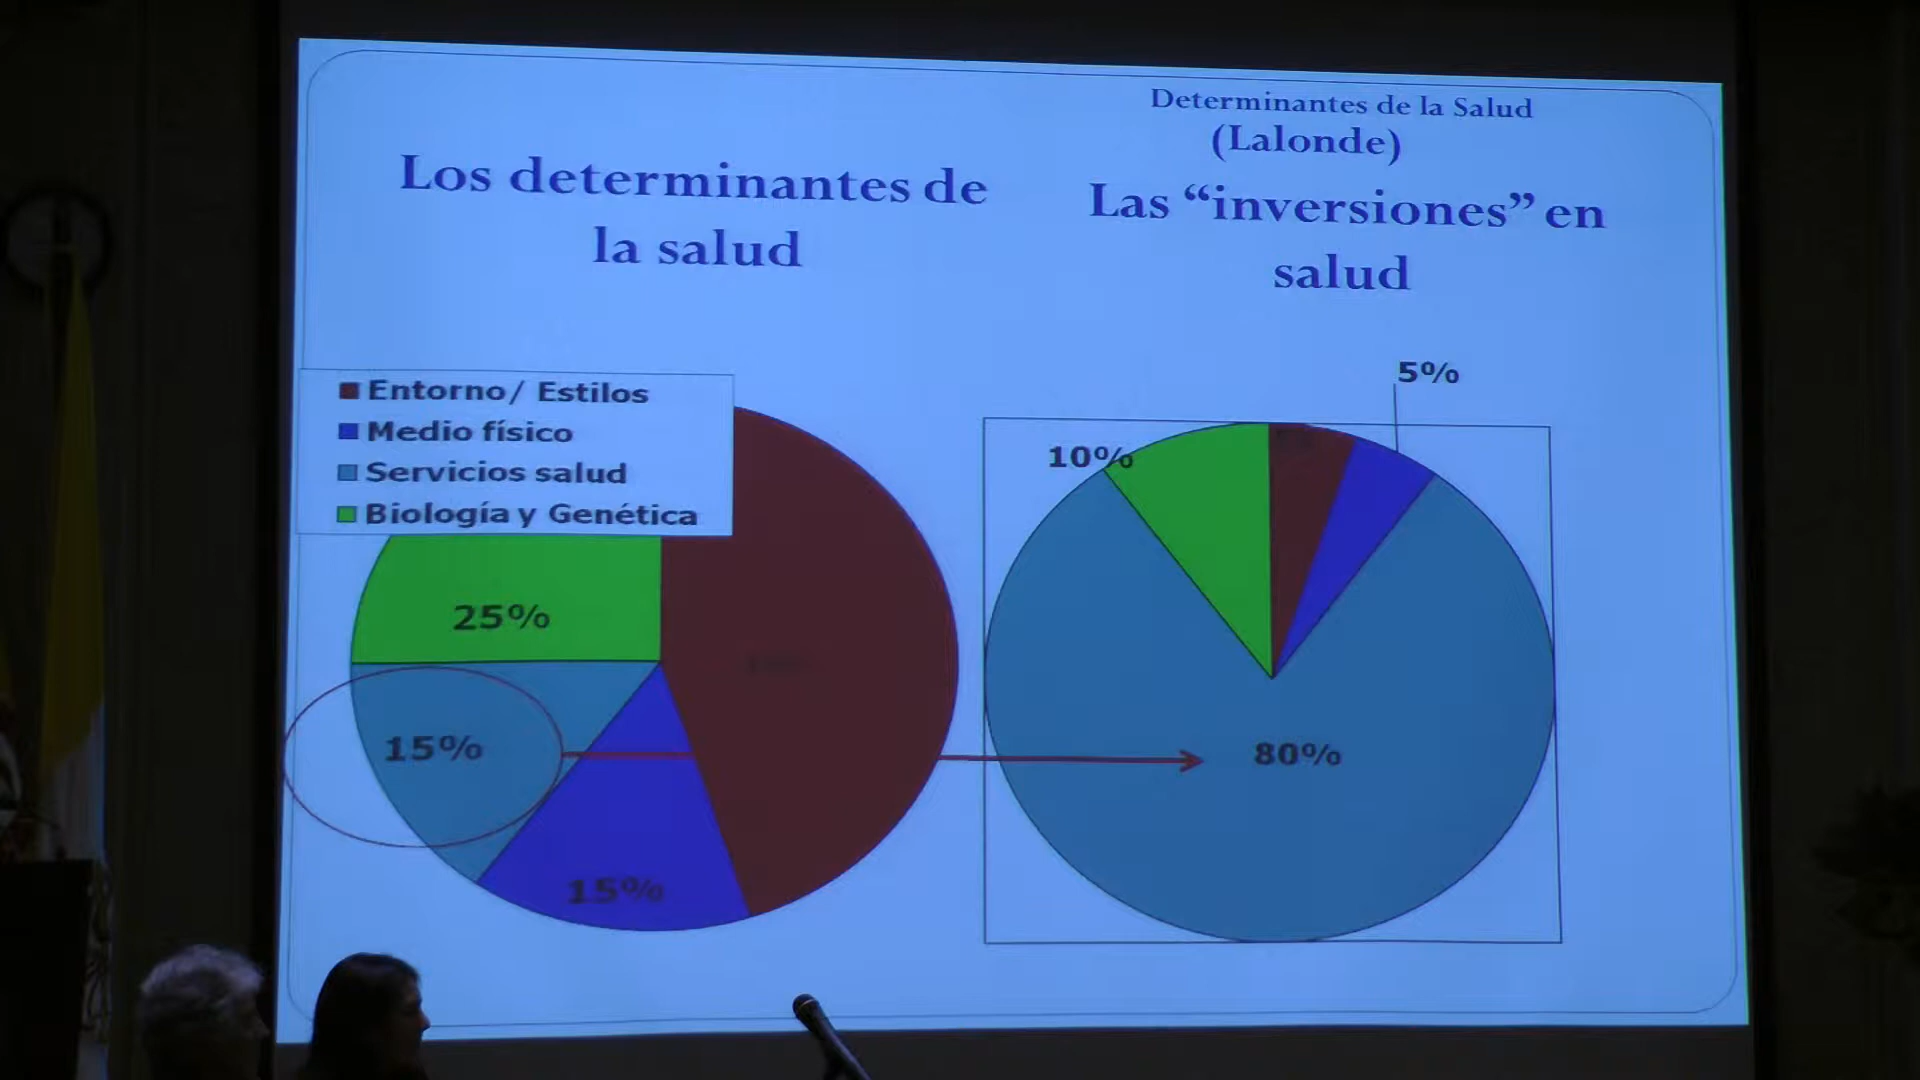 Determinantes de la Salud
(Lalonde)
Los determinantes de
la salud
Las “inversiones” en
salud
Entorno/ Estilos
Medio físico
Servicios salud
Biología y Genética
25%
15%
15%
5%
10%
80%